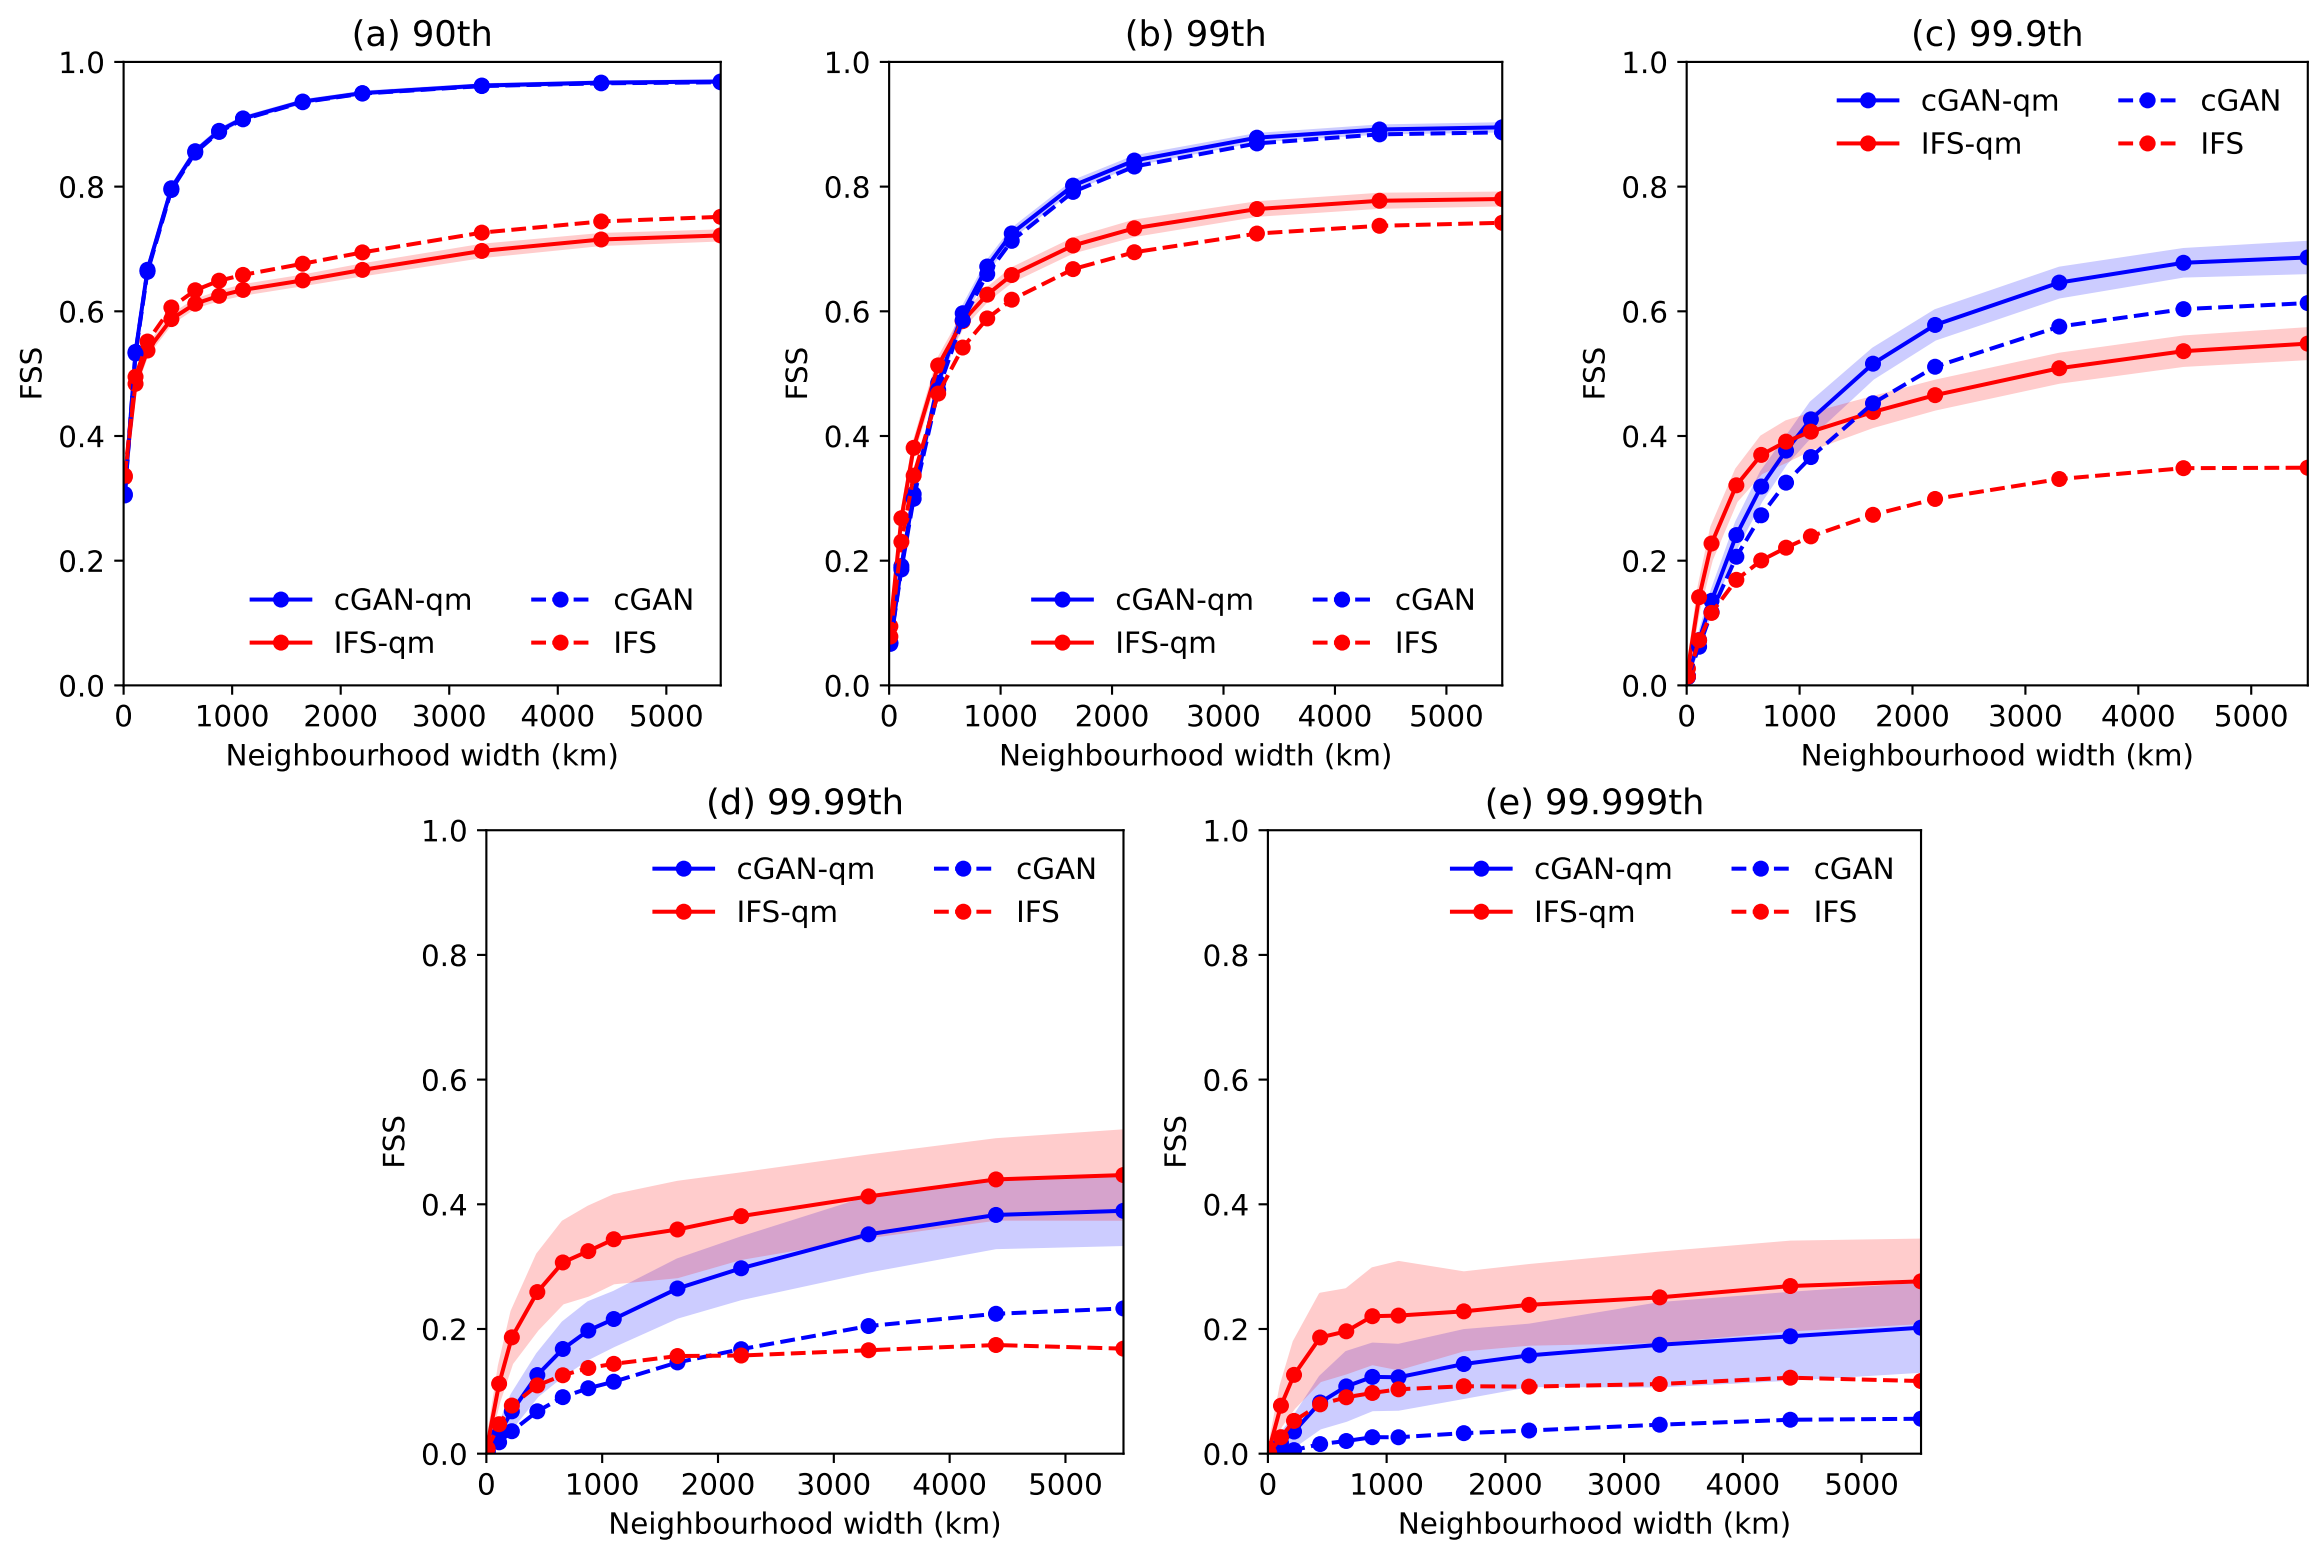 (a) 90th
1.0
0.8
0.6
0.4
0.2
0.0
FSS
cGAN-qm cGAN
IFS-qm IFS
0 1000 2000 3000 4000 5000
Neighbourhood width (km)
(b) 99th
1.0
0.8
0.6
0.4
0.2
0.0
FSS
cGAN-qm cGAN
IFS-qm IFS
0 1000 2000 3000 4000 5000
Neighbourhood width (km)
(c) 99.9th
1.0
0.8
0.6
0.4
0.2
0.0
FSS
cGAN-qm cGAN
IFS-qm IFS
0 1000 2000 3000 4000 5000
Neighbourhood width (km)
(d) 99.99th
1.0
0.8
0.6
0.4
0.2
0.0
FSS
cGAN-qm cGAN
IFS-qm IFS
0 1000 2000 3000 4000 5000
Neighbourhood width (km)
(e) 99.999th
1.0
0.8
0.6
0.4
0.2
0.0
FSS
cGAN-qm cGAN
IFS-qm IFS
0 1000 2000 3000 4000 5000
Neighbourhood width (km)